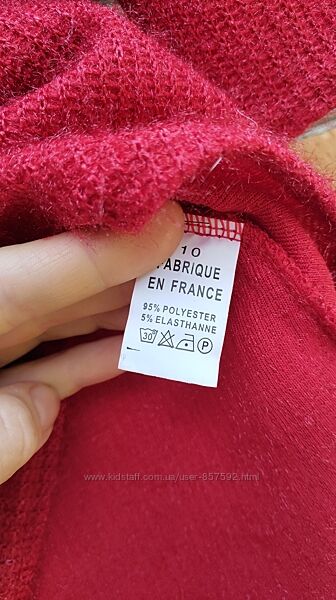 10
FABRIQUE
EN FRANCE
95% POLYESTER
5% ELASTHANNE
30° P
www.kidstaff.com.ua/user-857592.html